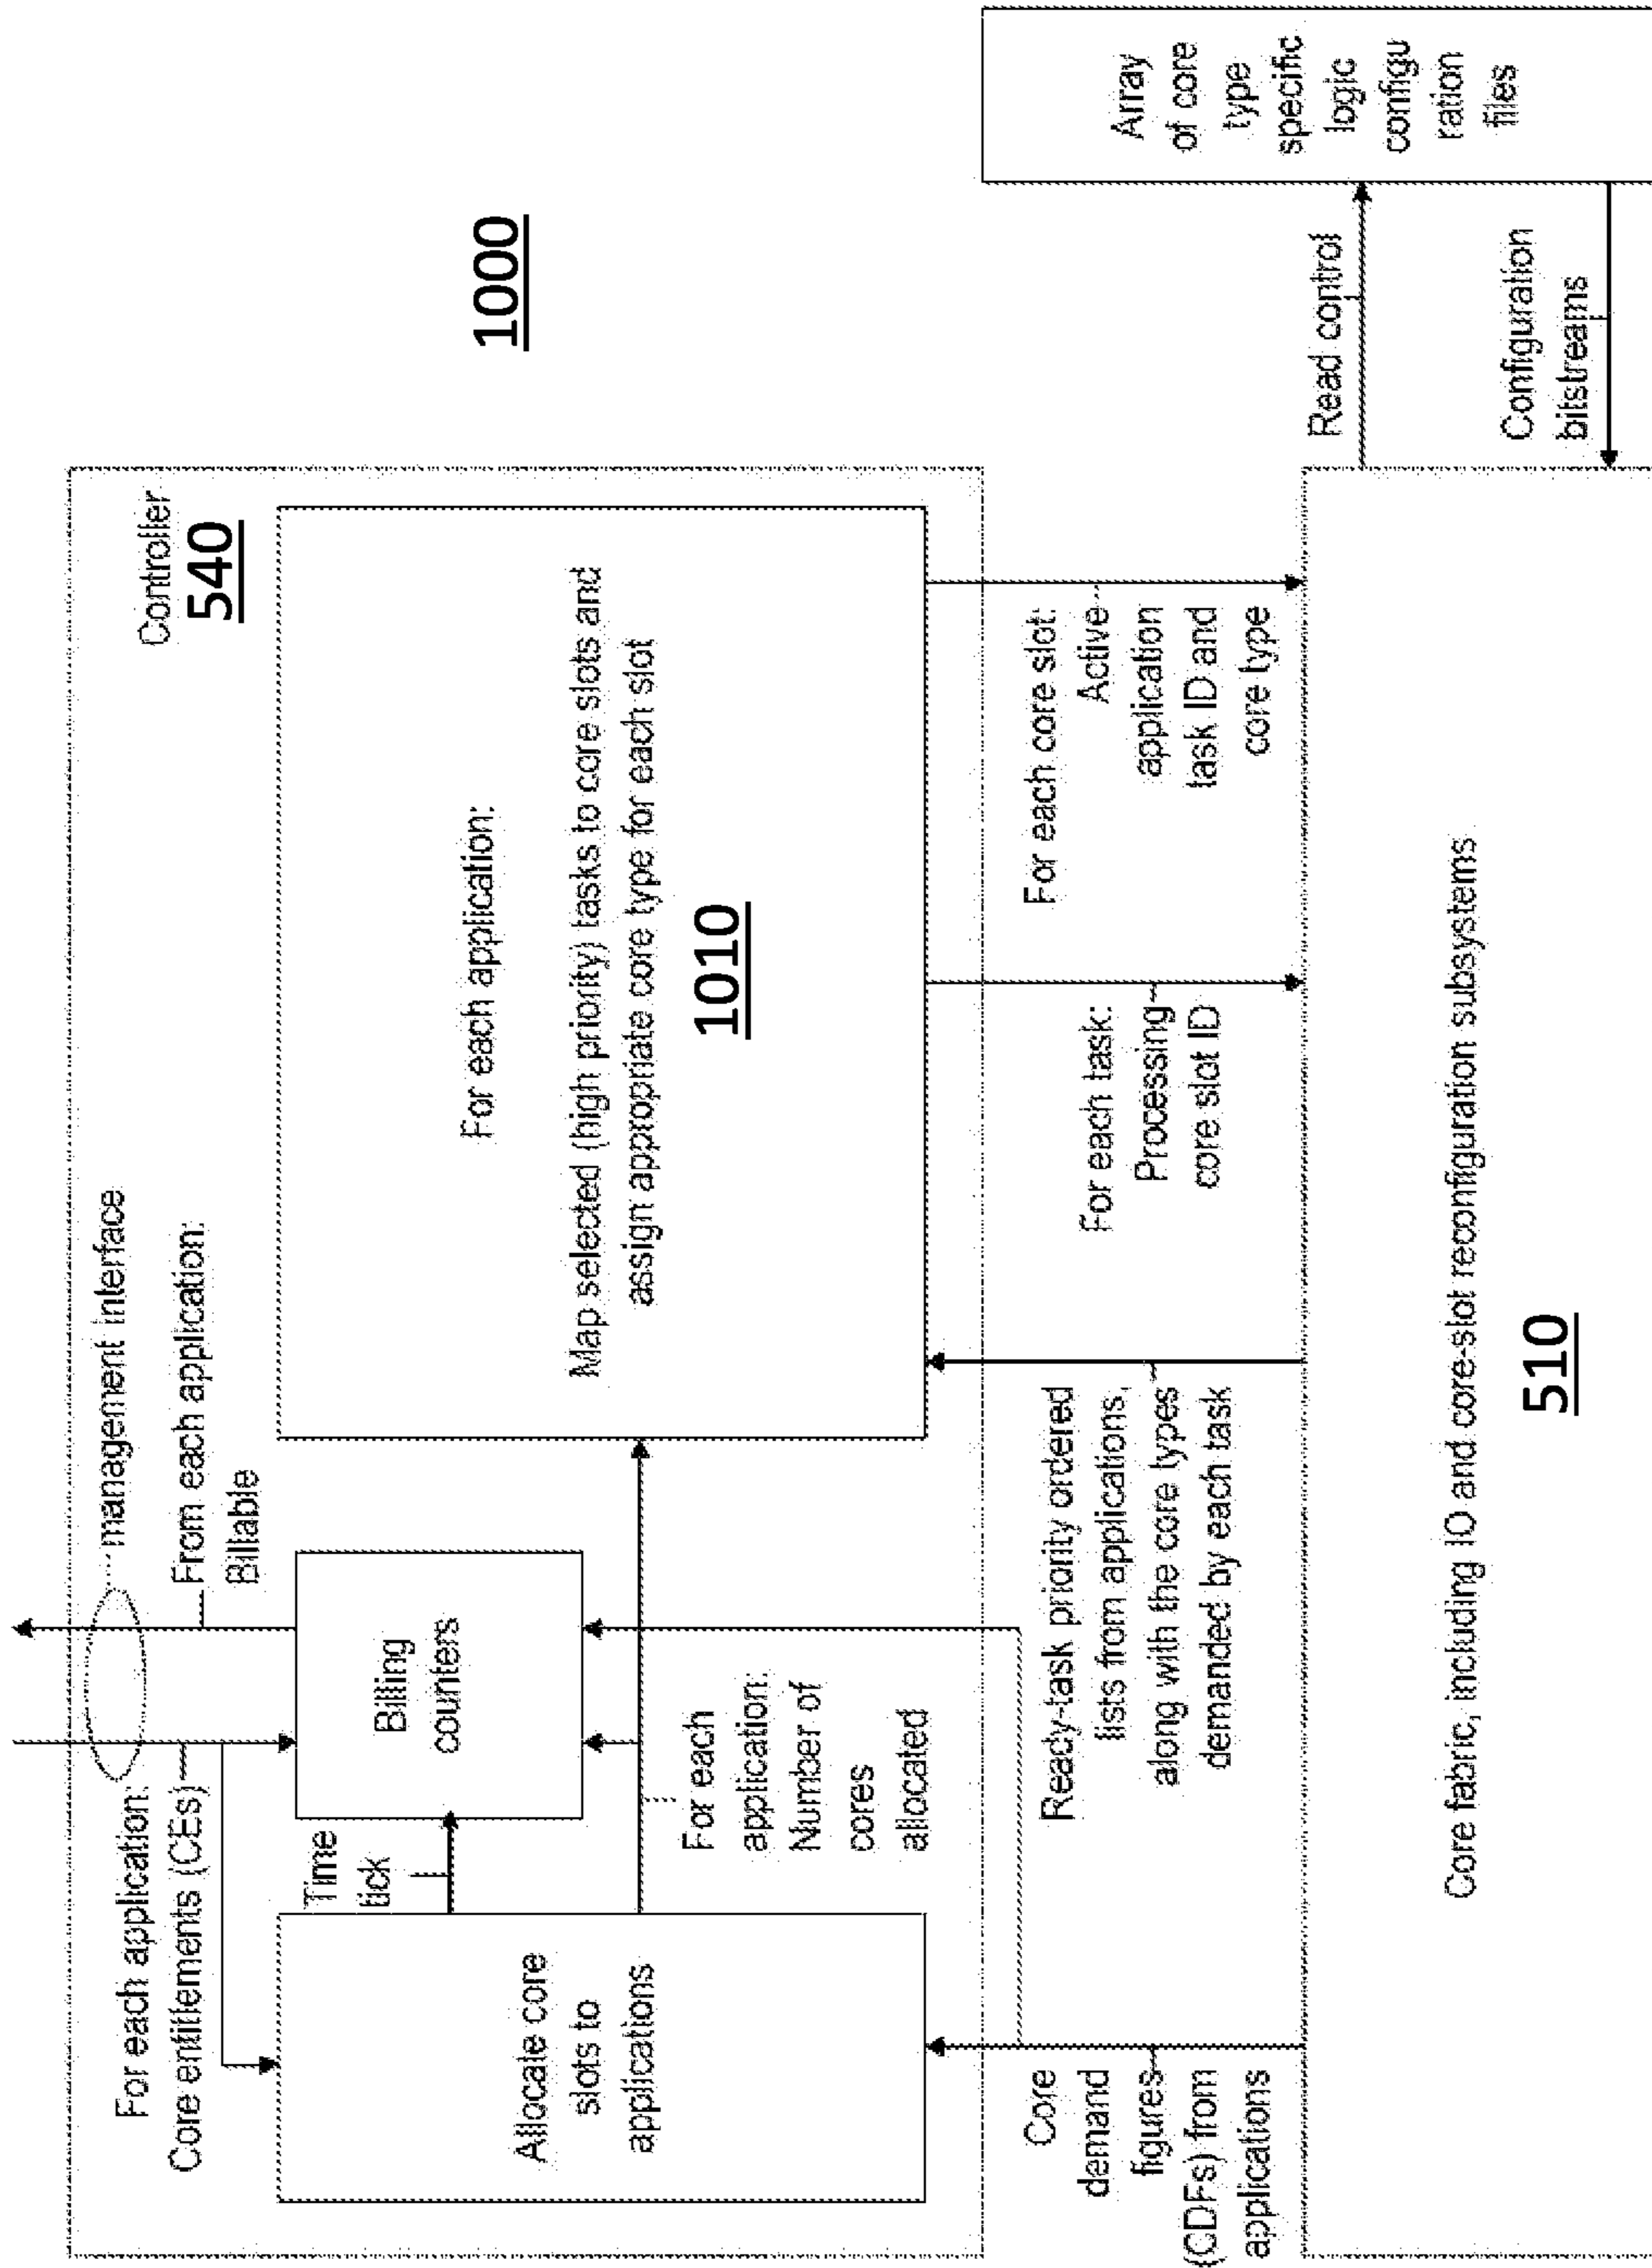 management interface
For each application:
Core entitlements (CEs)
From each application:
Billable
Controller
540
Time
tick
Billing
counters
Allocate core
slots to
applications
For each
application:
Number of
cores
allocated
For each application:
Map selected (high priority) tasks to core slots and
assign appropriate core type for each slot
1010
1000
Core
demand
figures
(CDFs) from
applications
Ready-task priority ordered
lists from applications,
along with the core types
demanded by each task
For each task:
Processing
core slot ID
For each core slot:
Active
application
task ID and
core type
Read control
Configuration
bitstreams
Array
of core
type
specific
logic
configu
ration
files
Core fabric, including IO and core-slot reconfiguration subsystems
510